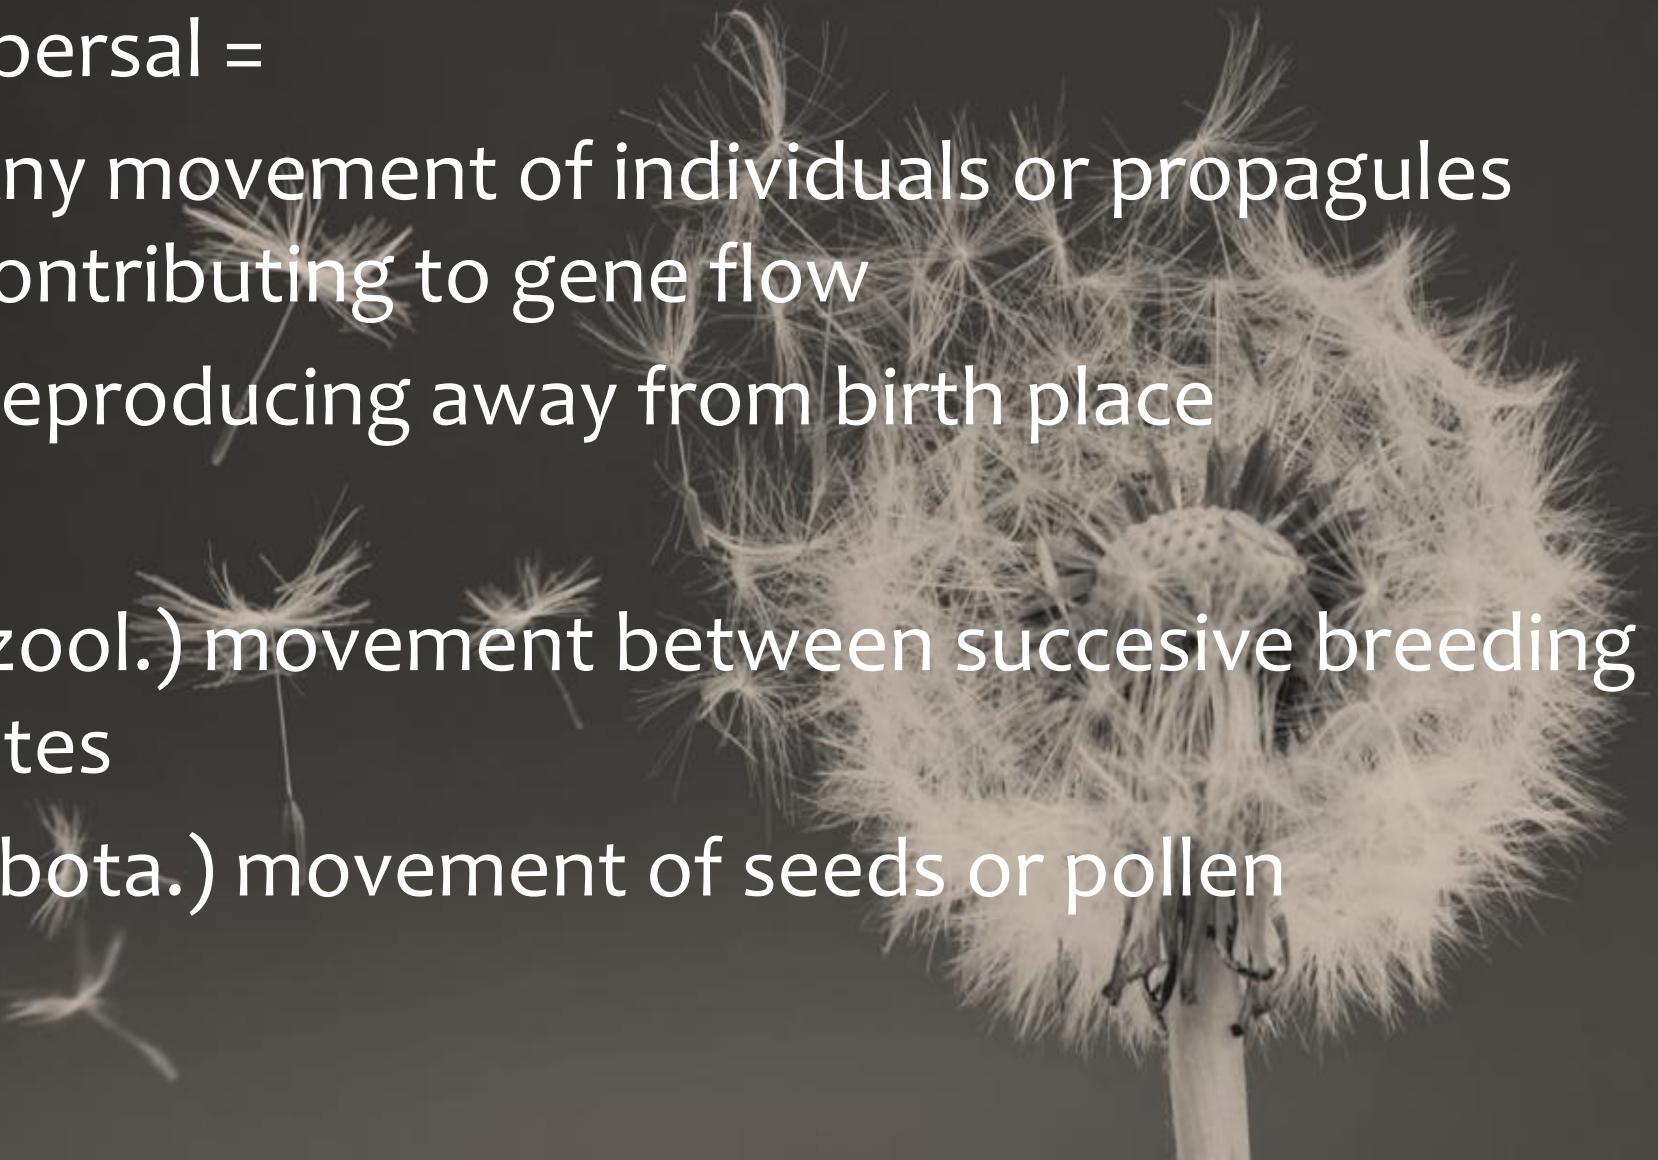 persal =
ny movement of individuals or propagules
ontributing to gene flow
eproducing away from birth place
zool.) movement between succesive breeding
tes
bota.) movement of seeds or pollen